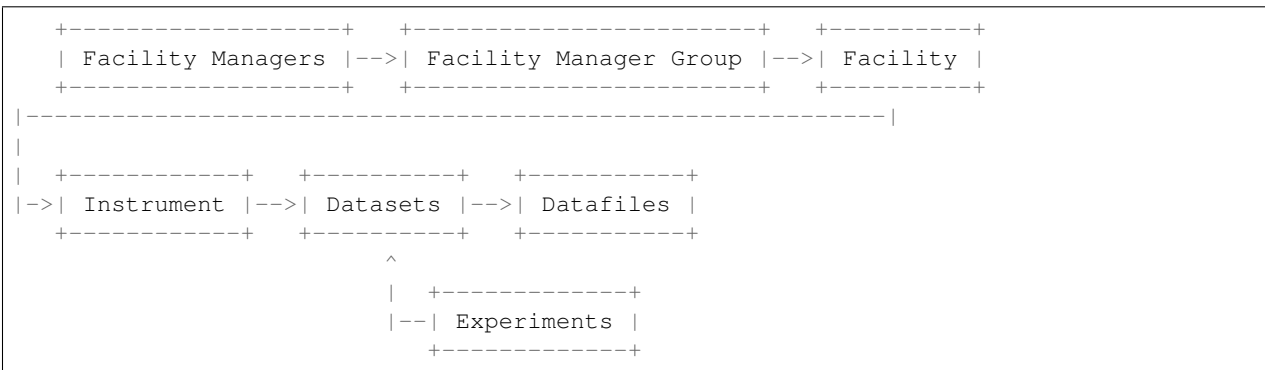 Facility Managers Facility Manager Group Facility
Instrument Datasets Datafiles
Experiments